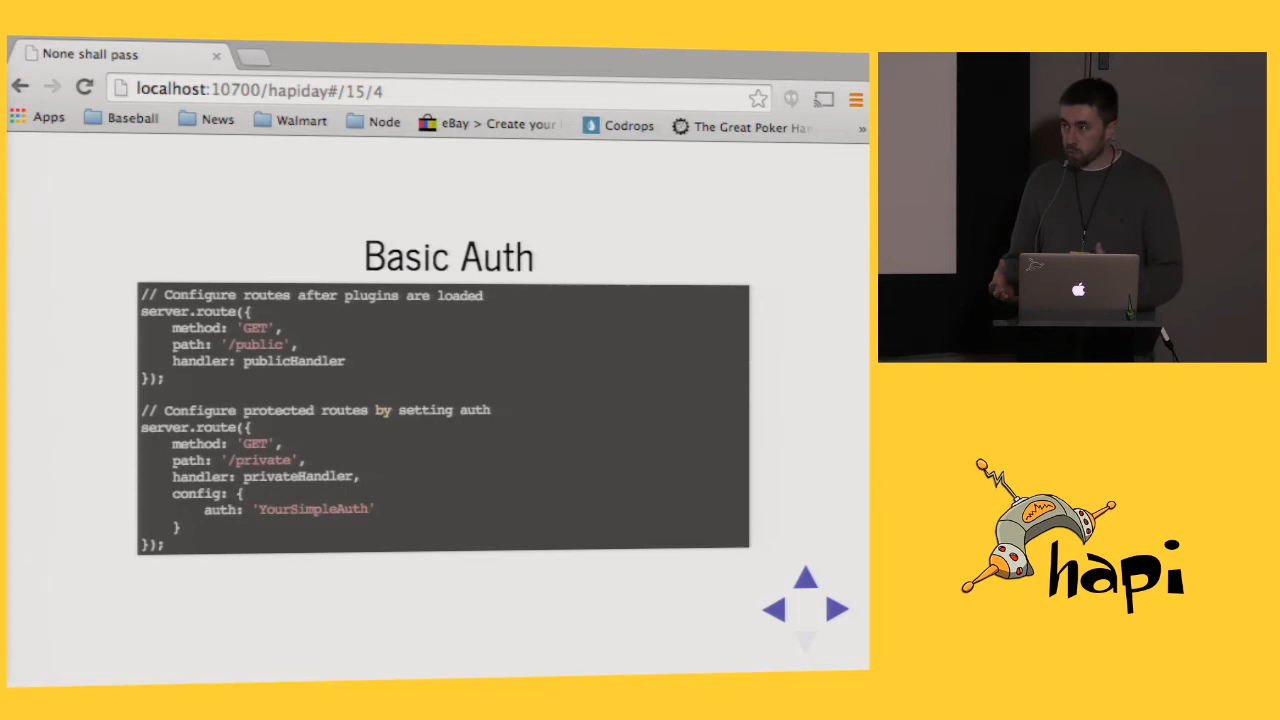 None shall pass
localhost:10700/hapiday#/15/4
Apps
Baseball
News
Walmart
Node
eBay > Create your
Codrops
The Great Poker Han
»
Basic Auth
// Configure routes after plugins are loaded
server.route({
method: 'GET',
path: '/public',
handler: publicHandler
});
// Configure protected routes by setting auth
server.route({
method: 'GET',
path: '/private',
handler: privateHandler,
config: {
auth: 'YourSimpleAuth'
}
});
hapi